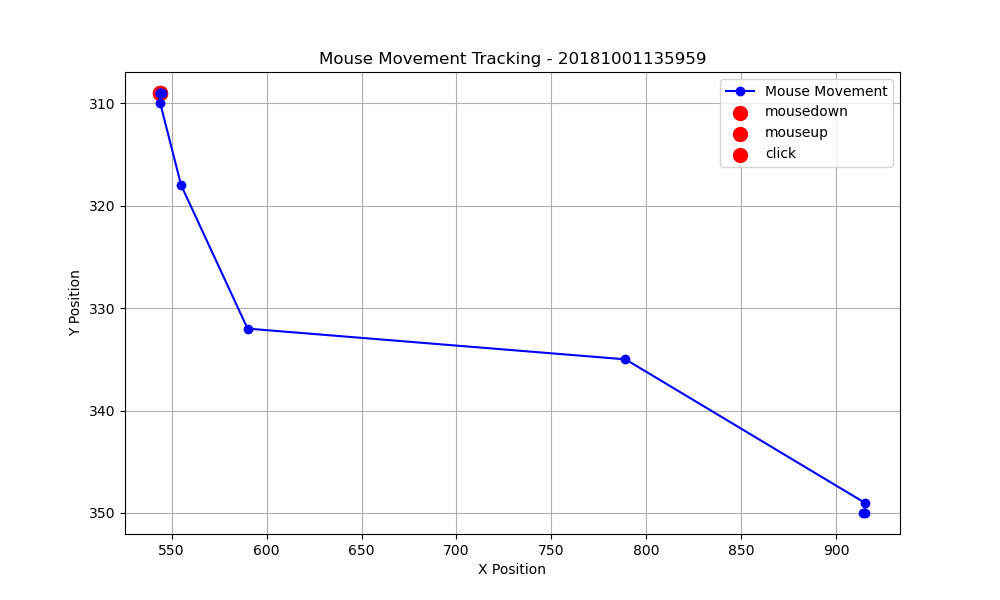 Mouse Movement Tracking - 20181001135959
Mouse Movement
mousedown
mouseup
click
310
320
330
340
350
Y Position
550
600
650
700
750
800
850
900
X Position